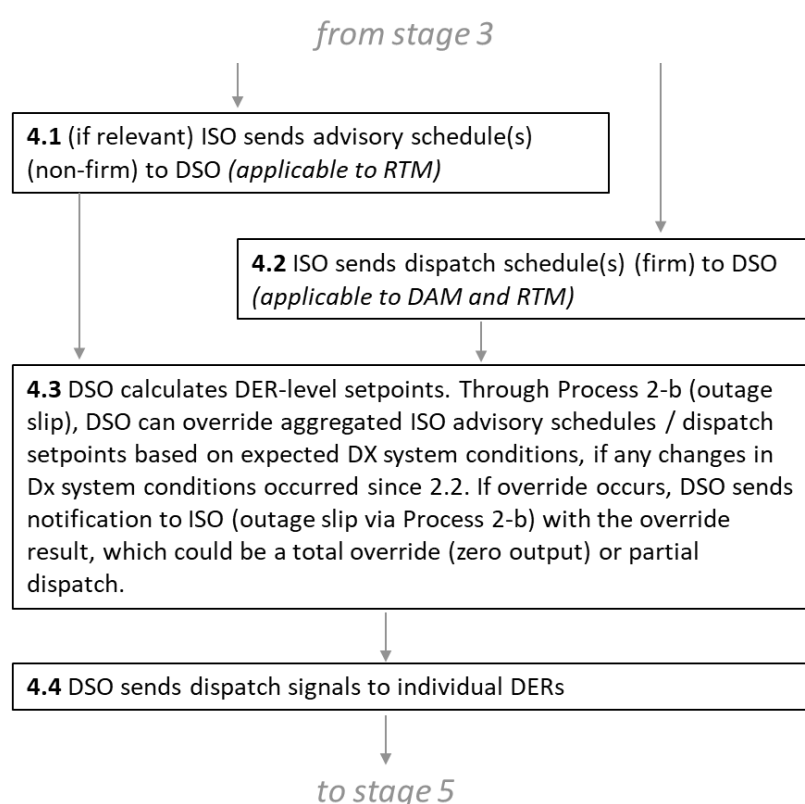 from stage 3
4.1 (if relevant) ISO sends advisory schedule(s)
(non-firm) to DSO (applicable to RTM)
4.2 ISO sends dispatch schedule(s) (firm) to DSO
(applicable to DAM and RTM)
4.3 DSO calculates DER-level setpoints. Through Process 2-b (outage
slip), DSO can override aggregated ISO advisory schedules / dispatch
setpoints based on expected DX system conditions, if any changes in
Dx system conditions occurred since 2.2. If override occurs, DSO sends
notification to ISO (outage slip via Process 2-b) with the override
result, which could be a total override (zero output) or partial
dispatch.
4.4 DSO sends dispatch signals to individual DERs
to stage 5